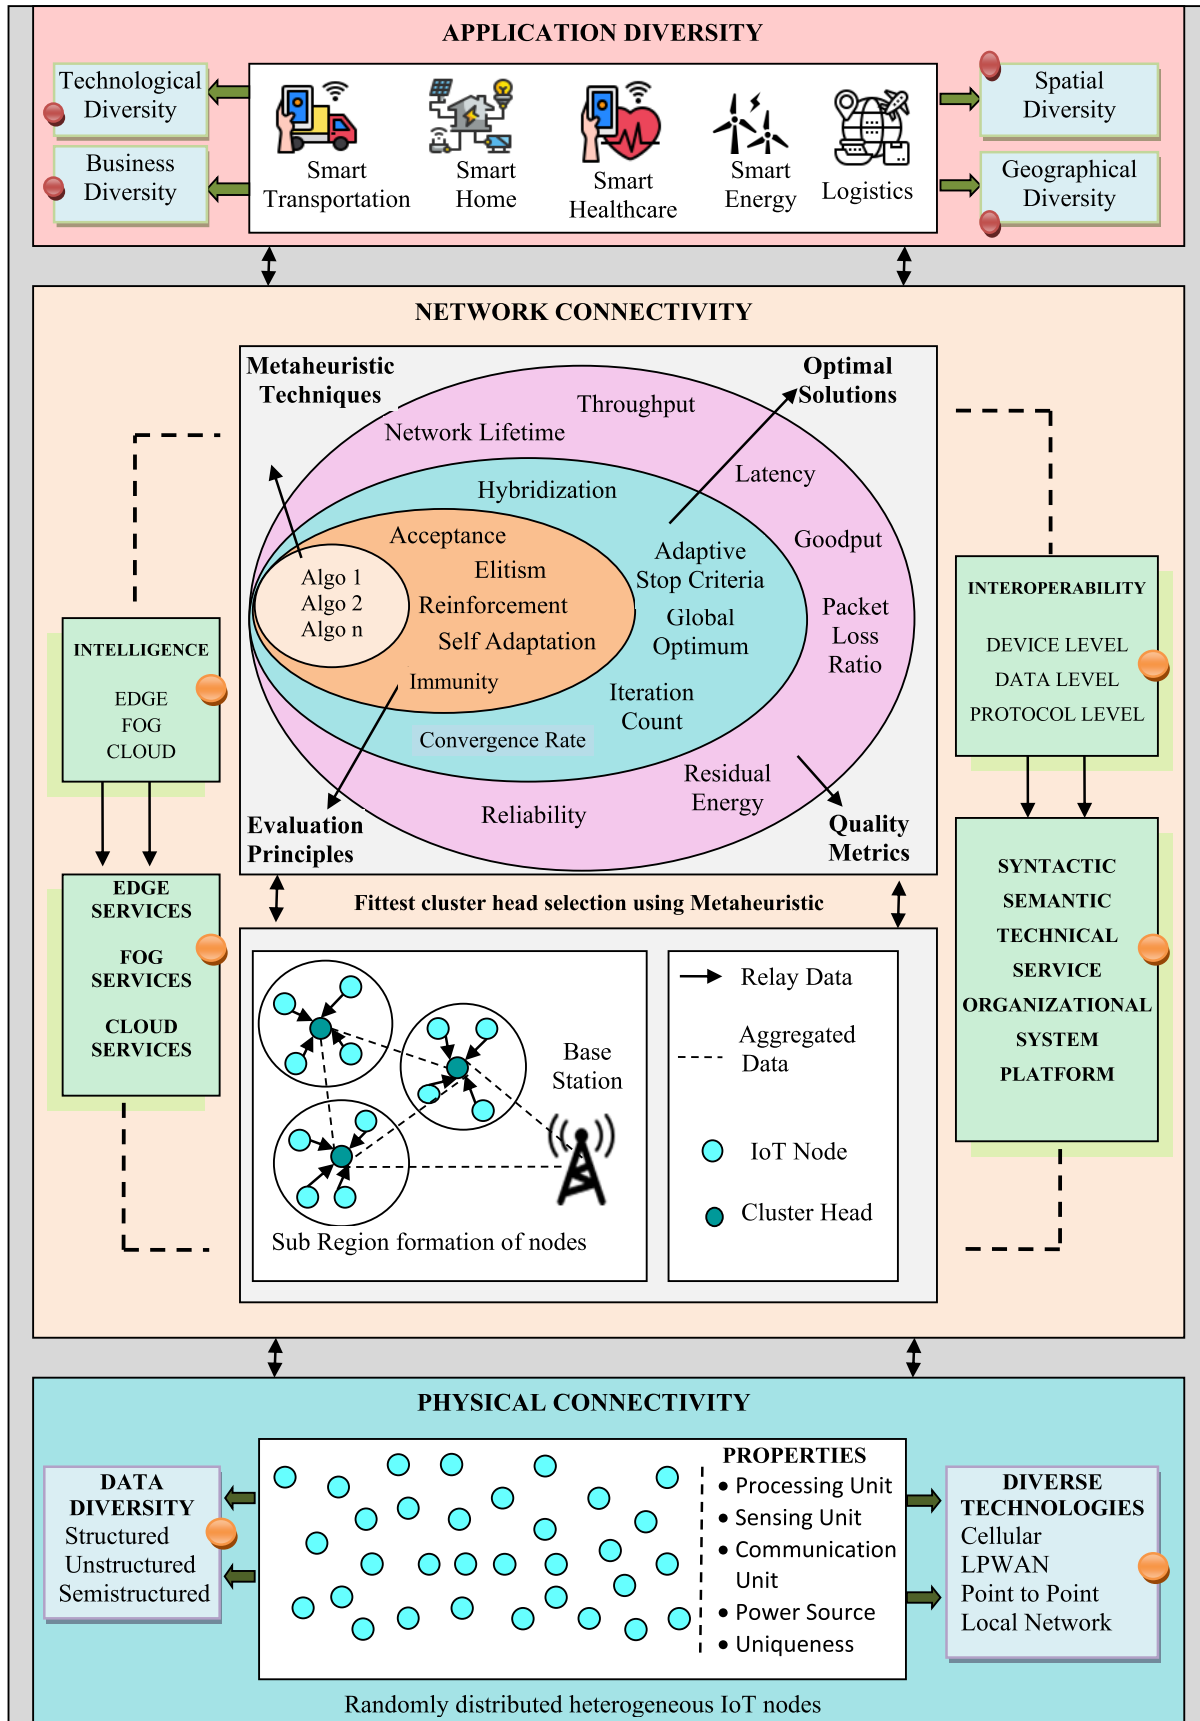 APPLICATION DIVERSITY
Technological
Diversity
Business
Diversity
Smart
Transportation
Smart
Home
Smart
Healthcare
Smart
Energy
Logistics
Spatial
Diversity
Geographical
Diversity
NETWORK CONNECTIVITY
Metaheuristic
Techniques
Optimal
Solutions
Throughput
Network Lifetime
Latency
Goodput
Packet
Loss
Ratio
Residual
Energy
Reliability
Hybridization
Adaptive
Stop Criteria
Global
Optimum
Iteration
Count
Convergence Rate
Acceptance
Elitism
Reinforcement
Self Adaptation
Immunity
Algo 1
Algo 2
Algo n
Evaluation
Principles
Quality
Metrics
INTELLIGENCE
EDGE
FOG
CLOUD
EDGE
SERVICES
FOG
SERVICES
CLOUD
SERVICES
INTEROPERABILITY
DEVICE LEVEL
DATA LEVEL
PROTOCOL LEVEL
SYNTACTIC
SEMANTIC
TECHNICAL
SERVICE
ORGANIZATIONAL
SYSTEM
PLATFORM
Fittest cluster head selection using Metaheuristic
Base
Station
Sub Region formation of nodes
Relay Data
Aggregated
Data
IoT Node
Cluster Head
PHYSICAL CONNECTIVITY
DATA
DIVERSITY
Structured
Unstructured
Semistructured
PROPERTIES
• Processing Unit
• Sensing Unit
• Communication
Unit
• Power Source
• Uniqueness
DIVERSE
TECHNOLOGIES
Cellular
LPWAN
Point to Point
Local Network
Randomly distributed heterogeneous IoT nodes